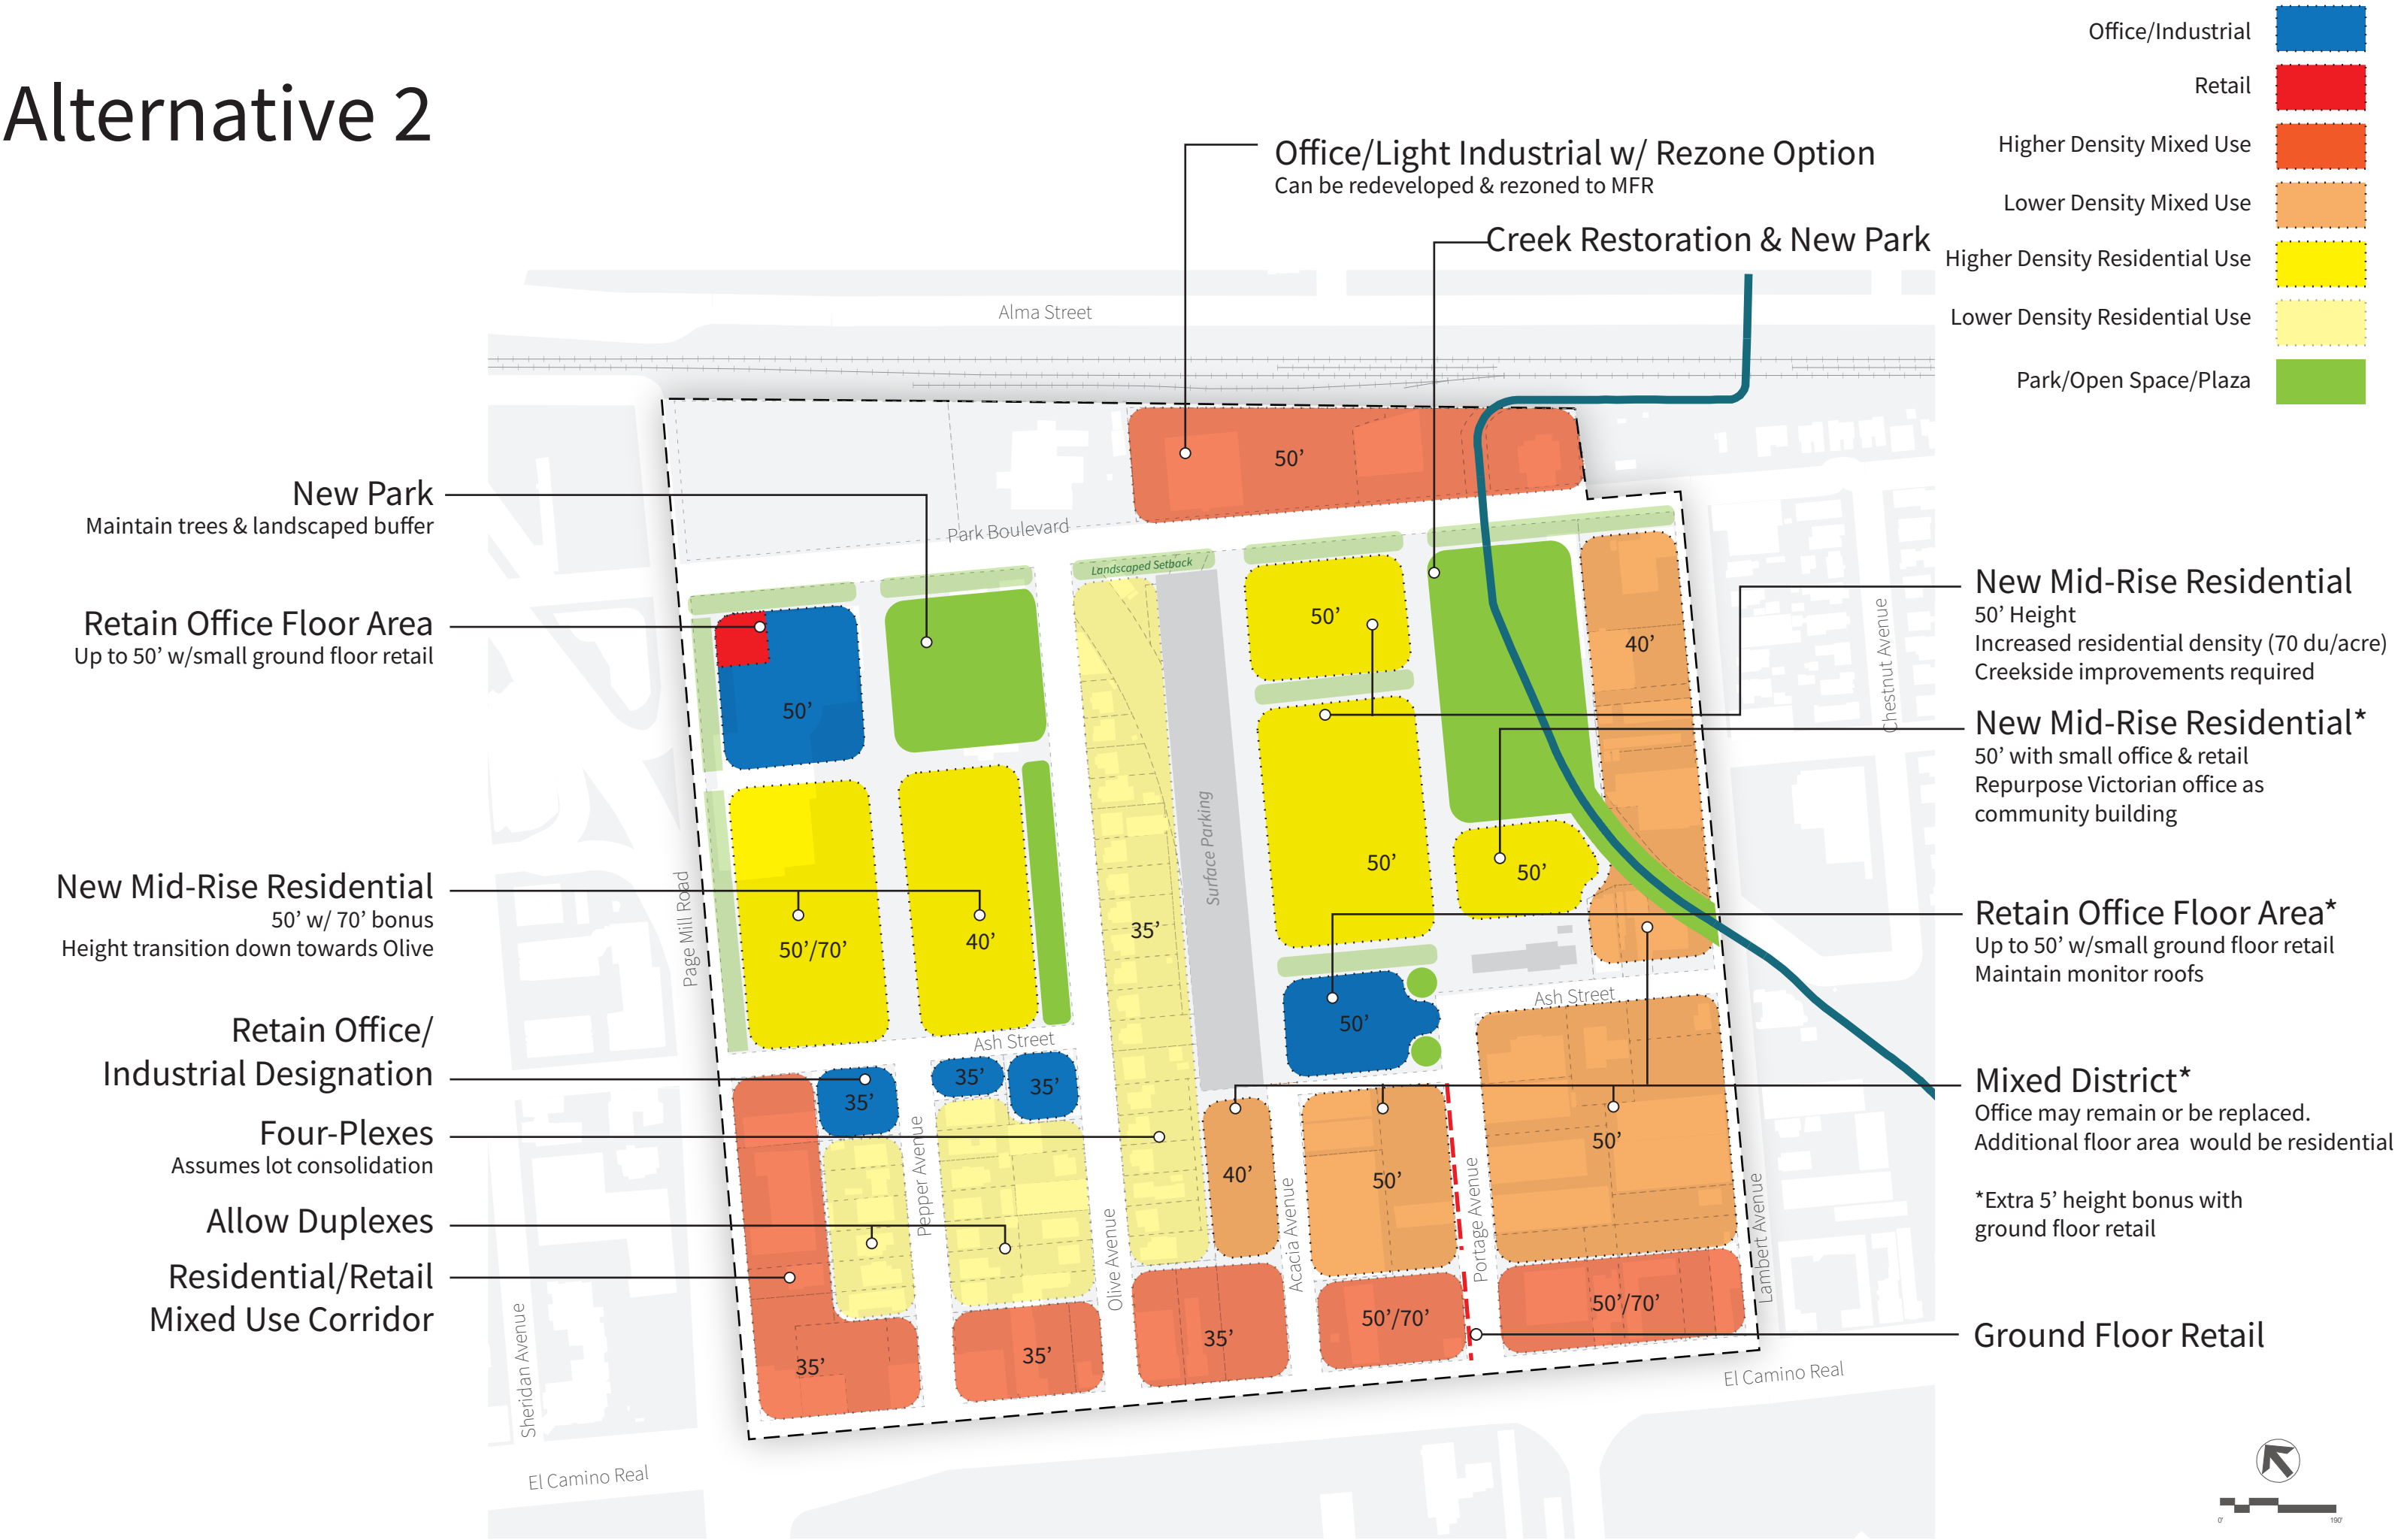 Alternative 2
Office/Industrial
Retail
Higher Density Mixed Use
Lower Density Mixed Use
Higher Density Residential Use
Lower Density Residential Use
Park/Open Space/Plaza
Office/Light Industrial w/ Rezone Option
Can be redeveloped & rezoned to MFR
Creek Restoration & New Park
New Park
Maintain trees & landscaped buffer
Retain Office Floor Area
Up to 50’ w/small ground floor retail
New Mid-Rise Residential
50’ w/ 70’ bonus
Height transition down towards Olive
Retain Office/
Industrial Designation
Four-Plexes
Assumes lot consolidation
Allow Duplexes
Residential/Retail
Mixed Use Corridor
Alma Street
50’
Park Boulevard
Landscaped Setback
50’
50’
40’
50’
50’/70’
40’
35’
Surface Parking
50’
50’
Page Mill Road
Chestnut Avenue
Ash Street
Ash Street
35’
35’
35’
40’
50’
50’
Pepper Avenue
Olive Avenue
Acacia Avenue
Portage Avenue
Lambert Avenue
Sheridan Avenue
35’
35’
35’
50’/70’
50’/70’
El Camino Real
El Camino Real
New Mid-Rise Residential
50’ Height
Increased residential density (70 du/acre)
Creekside improvements required
New Mid-Rise Residential*
50’ with small office & retail
Repurpose Victorian office as
community building
Retain Office Floor Area*
Up to 50’ w/small ground floor retail
Maintain monitor roofs
Mixed District*
Office may remain or be replaced.
Additional floor area would be residential
*Extra 5’ height bonus with
ground floor retail
Ground Floor Retail
0'
190'